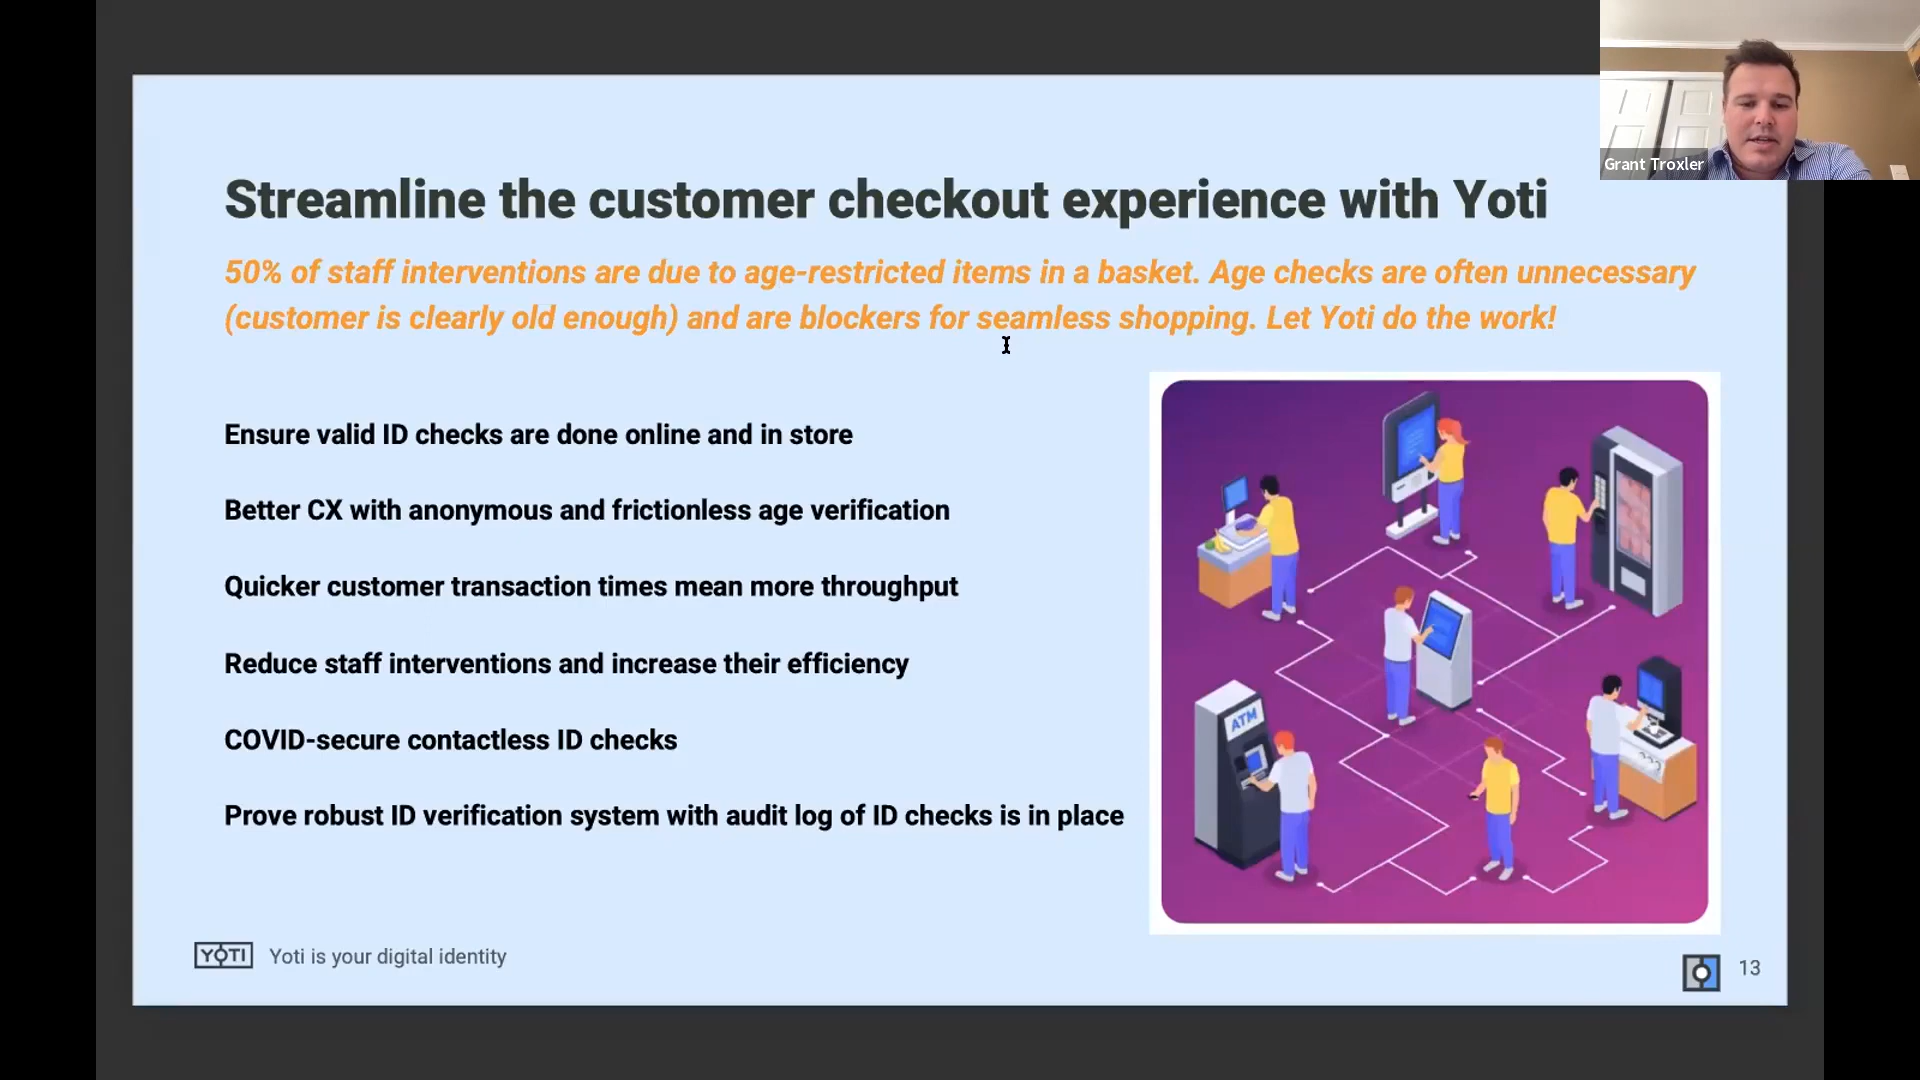 Grant Troxler
Streamline the customer checkout experience with Yoti
50% of staff interventions are due to age-restricted items in a basket. Age checks are often unnecessary
(customer is clearly old enough) and are blockers for seamless shopping. Let Yoti do the work!
Ensure valid ID checks are done online and in store
Better CX with anonymous and frictionless age verification
Quicker customer transaction times mean more throughput
Reduce staff interventions and increase their efficiency
COVID-secure contactless ID checks
Prove robust ID verification system with audit log of ID checks is in place
ATM
YOTI Yoti is your digital identity
13